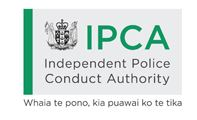 IPCA
Independent Police
Conduct Authority
Whaia te pono, kia puawai ko te tika